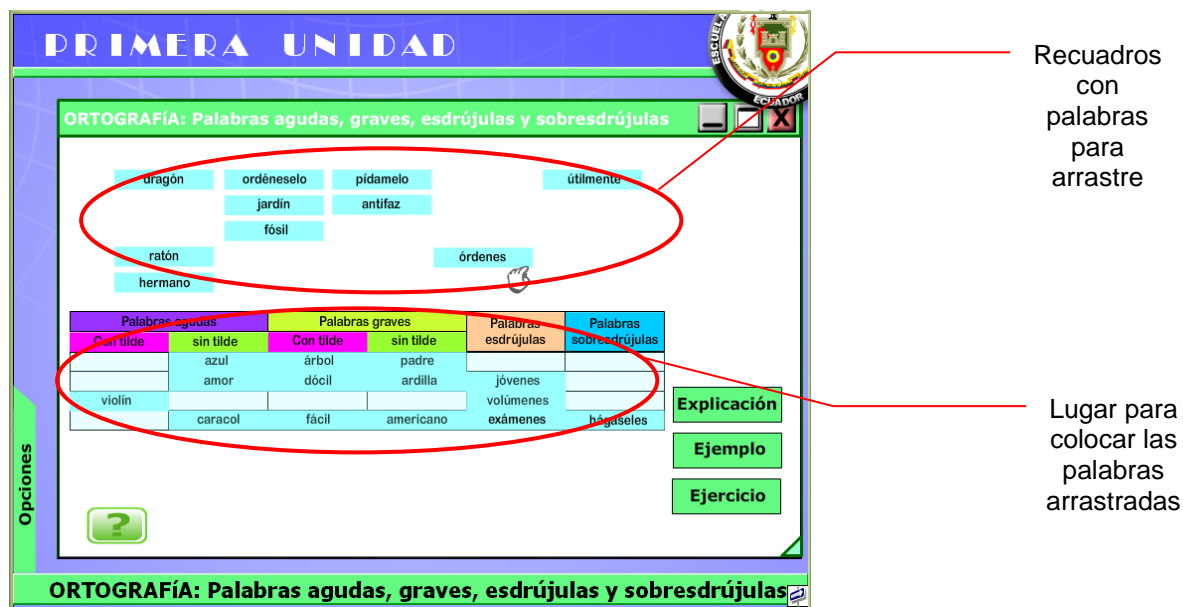 PRIMERA UNIDAD
ESCUELA
ECUADOR
ORTOGRAFíA: Palabras agudas, graves, esdrújulas y sobresdrújulas
X
dragón ordéneselo pídamelo útilmente
jardín antifaz
fósil
ratón órdenes
hermano
Palabras agudas Palabras graves Palabras esdrújulas Palabras sobresdrújulas
Con tilde sin tilde Con tilde sin tilde
azul árbol padre
amor dócil ardilla jóvenes
violín volúmenes
caracol fácil americano exámenes hágaseles
Explicación
Ejemplo
Ejercicio
?
Opciones
ORTOGRAFíA: Palabras agudas, graves, esdrújulas y sobresdrújulas
Recuadros
con
palabras
para
arrastre
Lugar para
colocar las
palabras
arrastradas